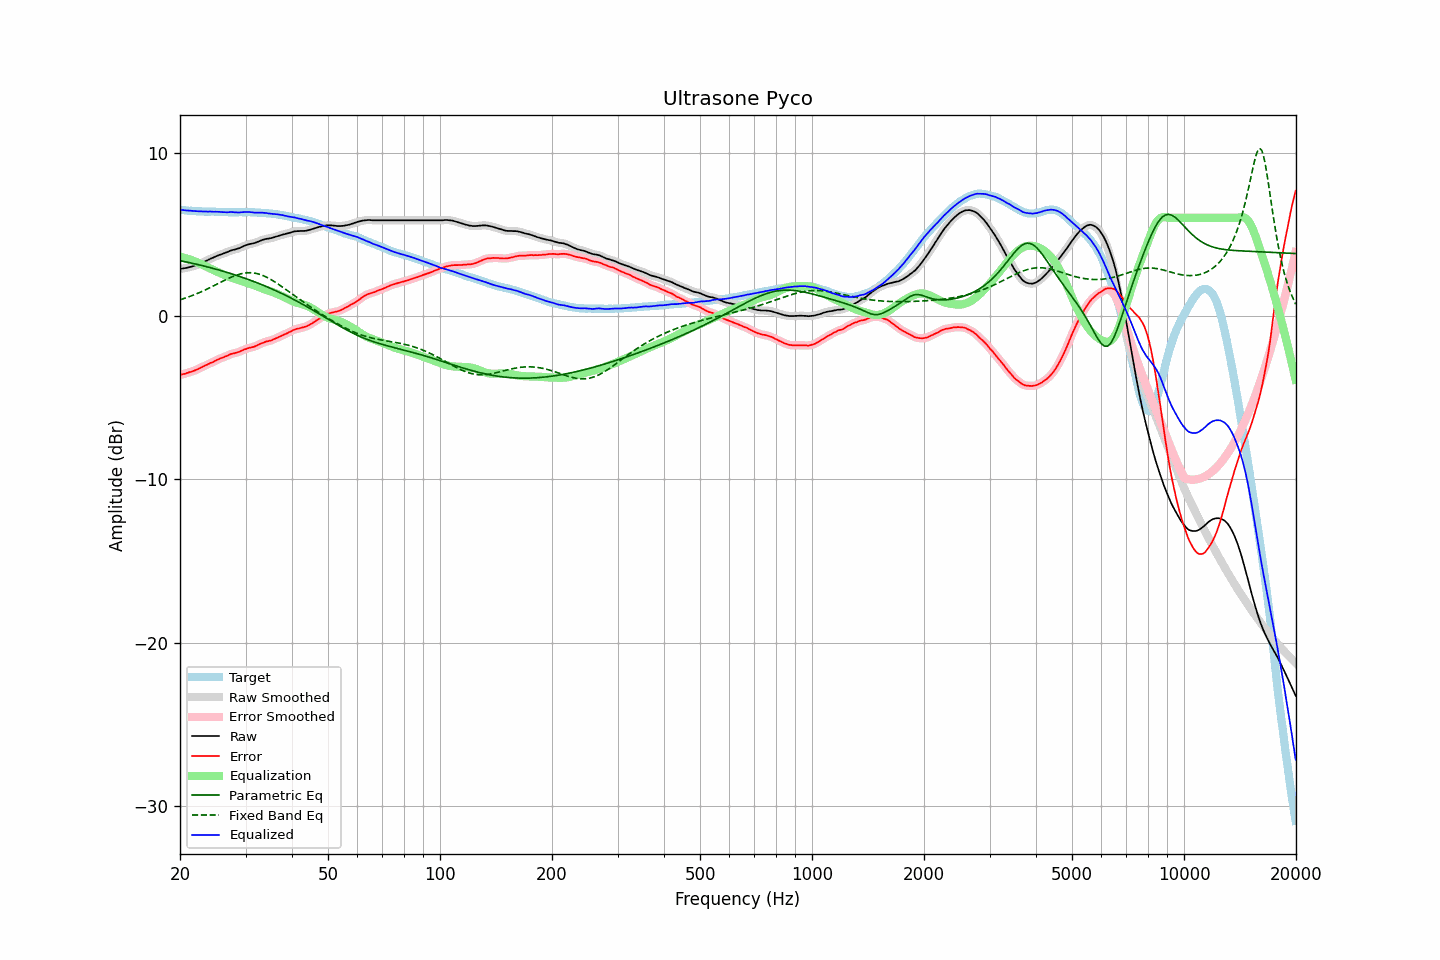 Ultrasone Pyco
Amplitude (dBr)
10
0
−10
−20
−30
Target
Raw Smoothed
Error Smoothed
Raw
Error
Equalization
Parametric Eq
Fixed Band Eq
Equalized
20 50 100 200 500 1000 2000 5000 10000 20000
Frequency (Hz)